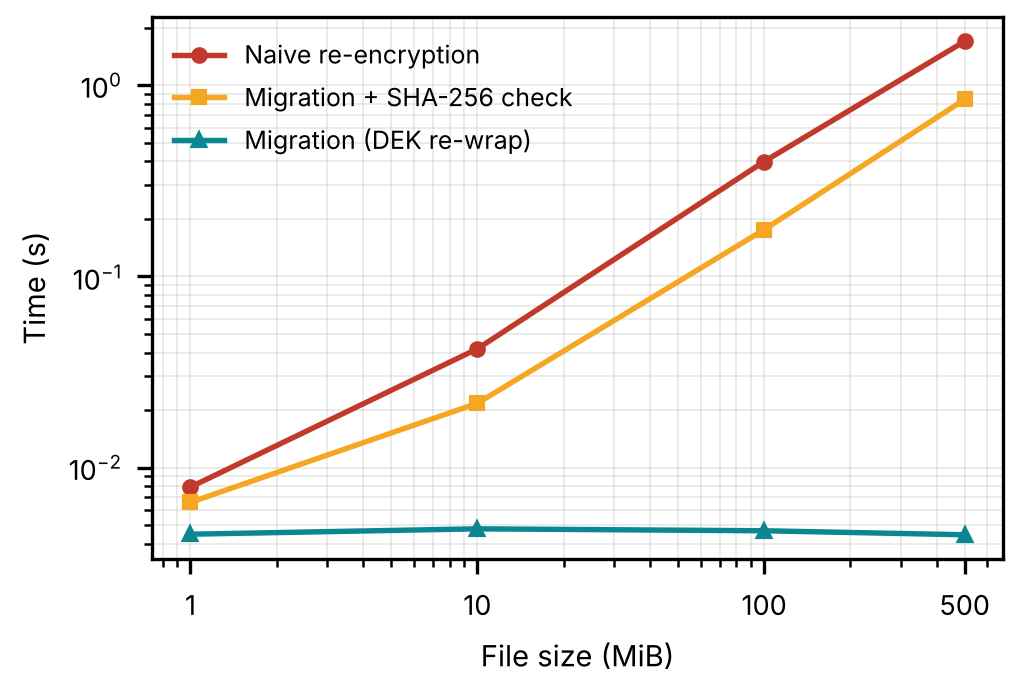 Naive re-encryption
Migration + SHA-256 check
Migration (DEK re-wrap)
10⁰
10⁻¹
10⁻²
Time (s)
1 10 100 500
File size (MiB)